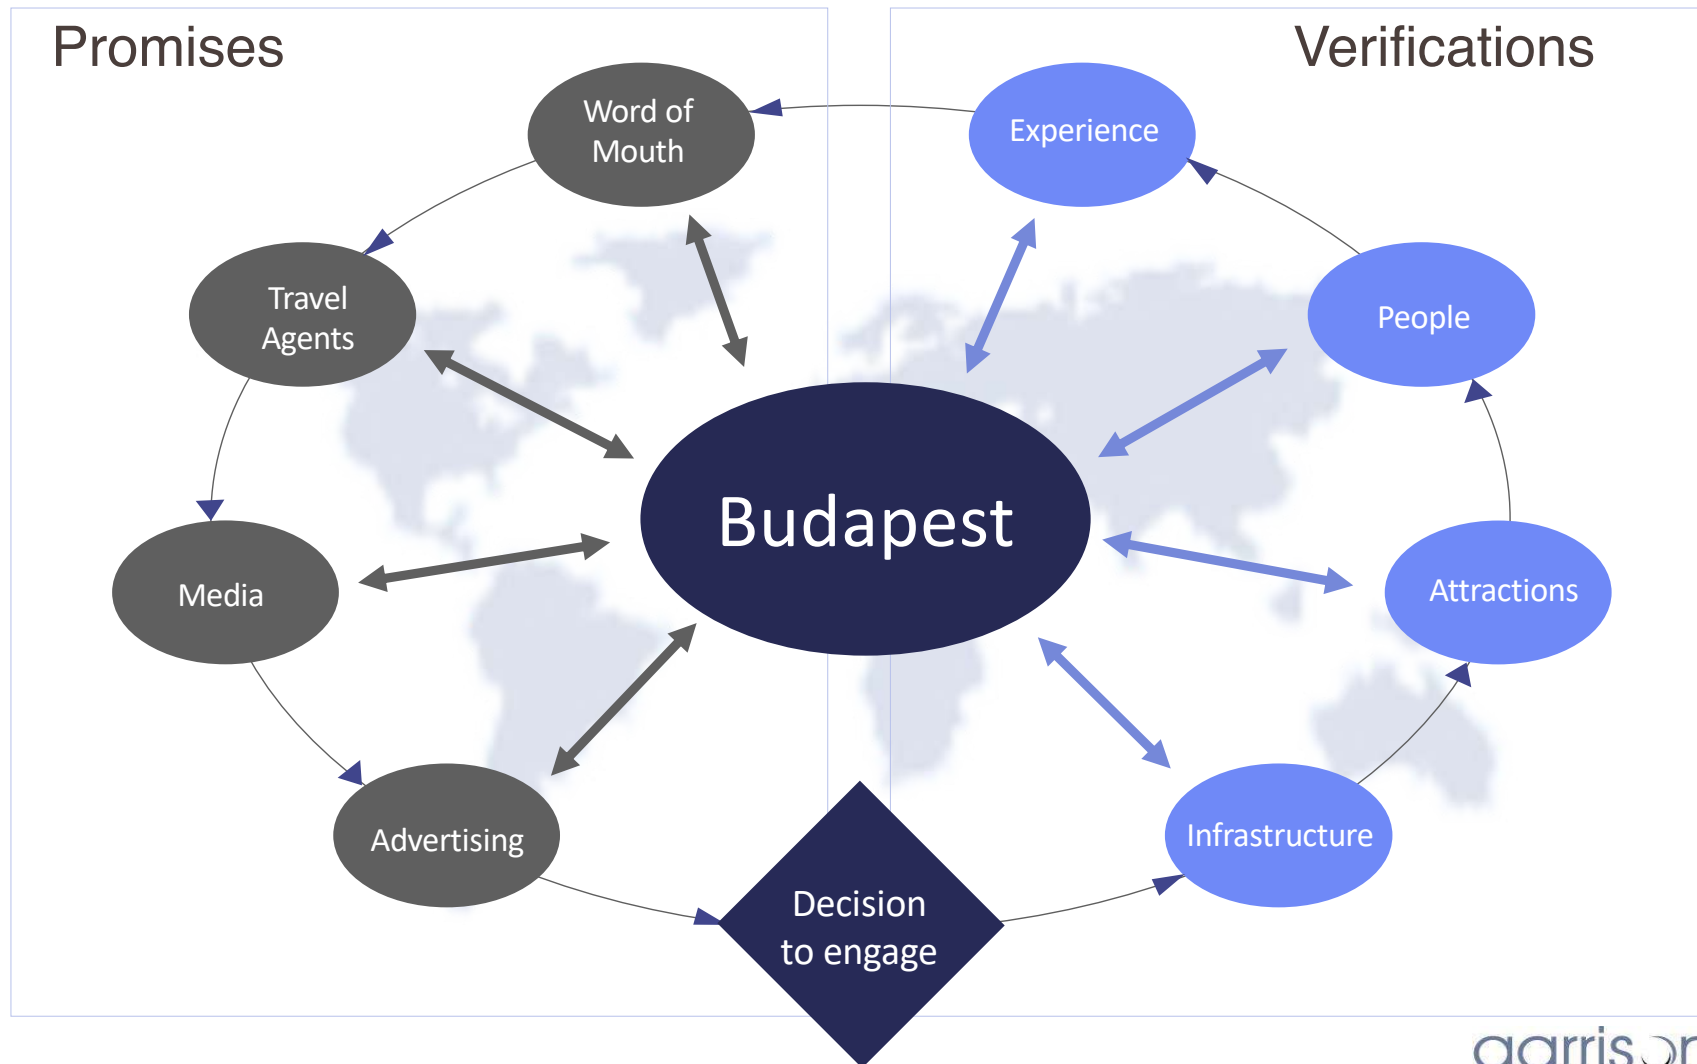 Promises
Verifications
Word of
Mouth
Experience
Travel
Agents
People
Budapest
Media
Attractions
Advertising
Infrastructure
Decision
to engage